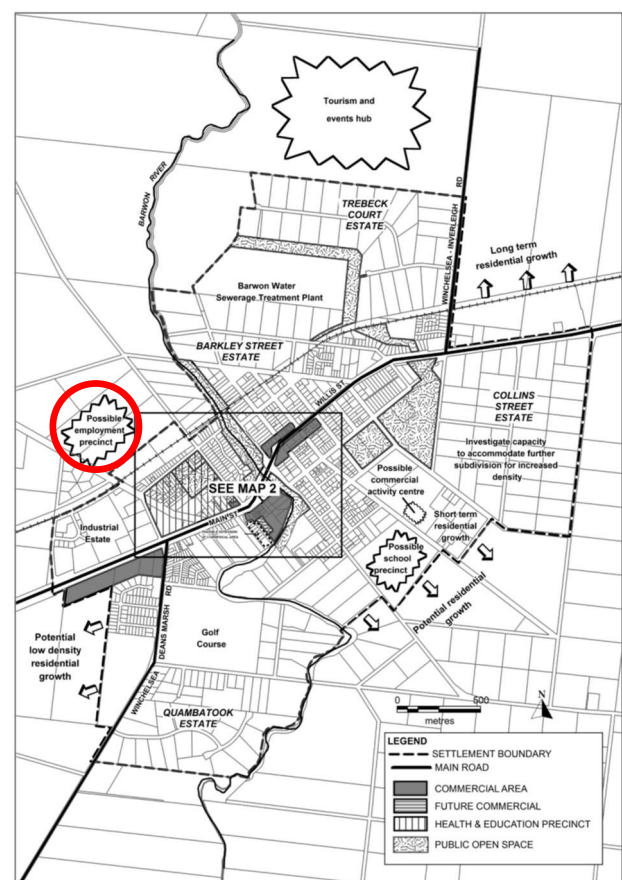 Tourism and
events hub
BARWON
RIVER
TREBECK
COURT
ESTATE
WINCHELSEA - INVERLEIGH
RD
Long term
residential growth
Barwon Water
Sewerage Treatment Plant
BARKLEY STREET
ESTATE
WILLIS ST
COLLINS
STREET
ESTATE
Investigate capacity
to accommodate further
subdivision for increased
density
Possible
employment
precinct
SEE MAP 2
Possible
commercial
activity centre
Industrial
Estate
MAIN ST
Short term
residential
growth
Possible
school
precinct
Potential residential
growth
Potential
low density
residential
growth
DEANS MARSH
RD
WINCHELSEA
Golf
Course
QUAMBATOOK
ESTATE
0 500
metres
N
LEGEND
SETTLEMENT BOUNDARY
MAIN ROAD
COMMERCIAL AREA
FUTURE COMMERCIAL
HEALTH & EDUCATION PRECINCT
PUBLIC OPEN SPACE